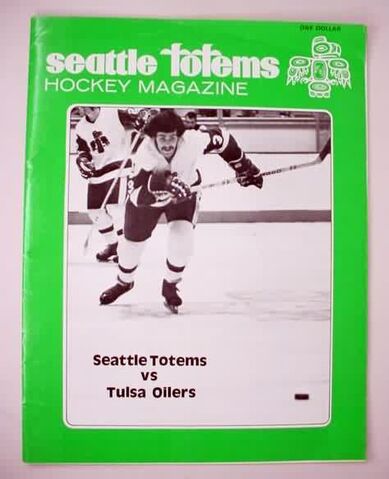 ONE DOLLAR
seattle totems
HOCKEY MAGAZINE
Seattle Totems
vs
Tulsa Oilers